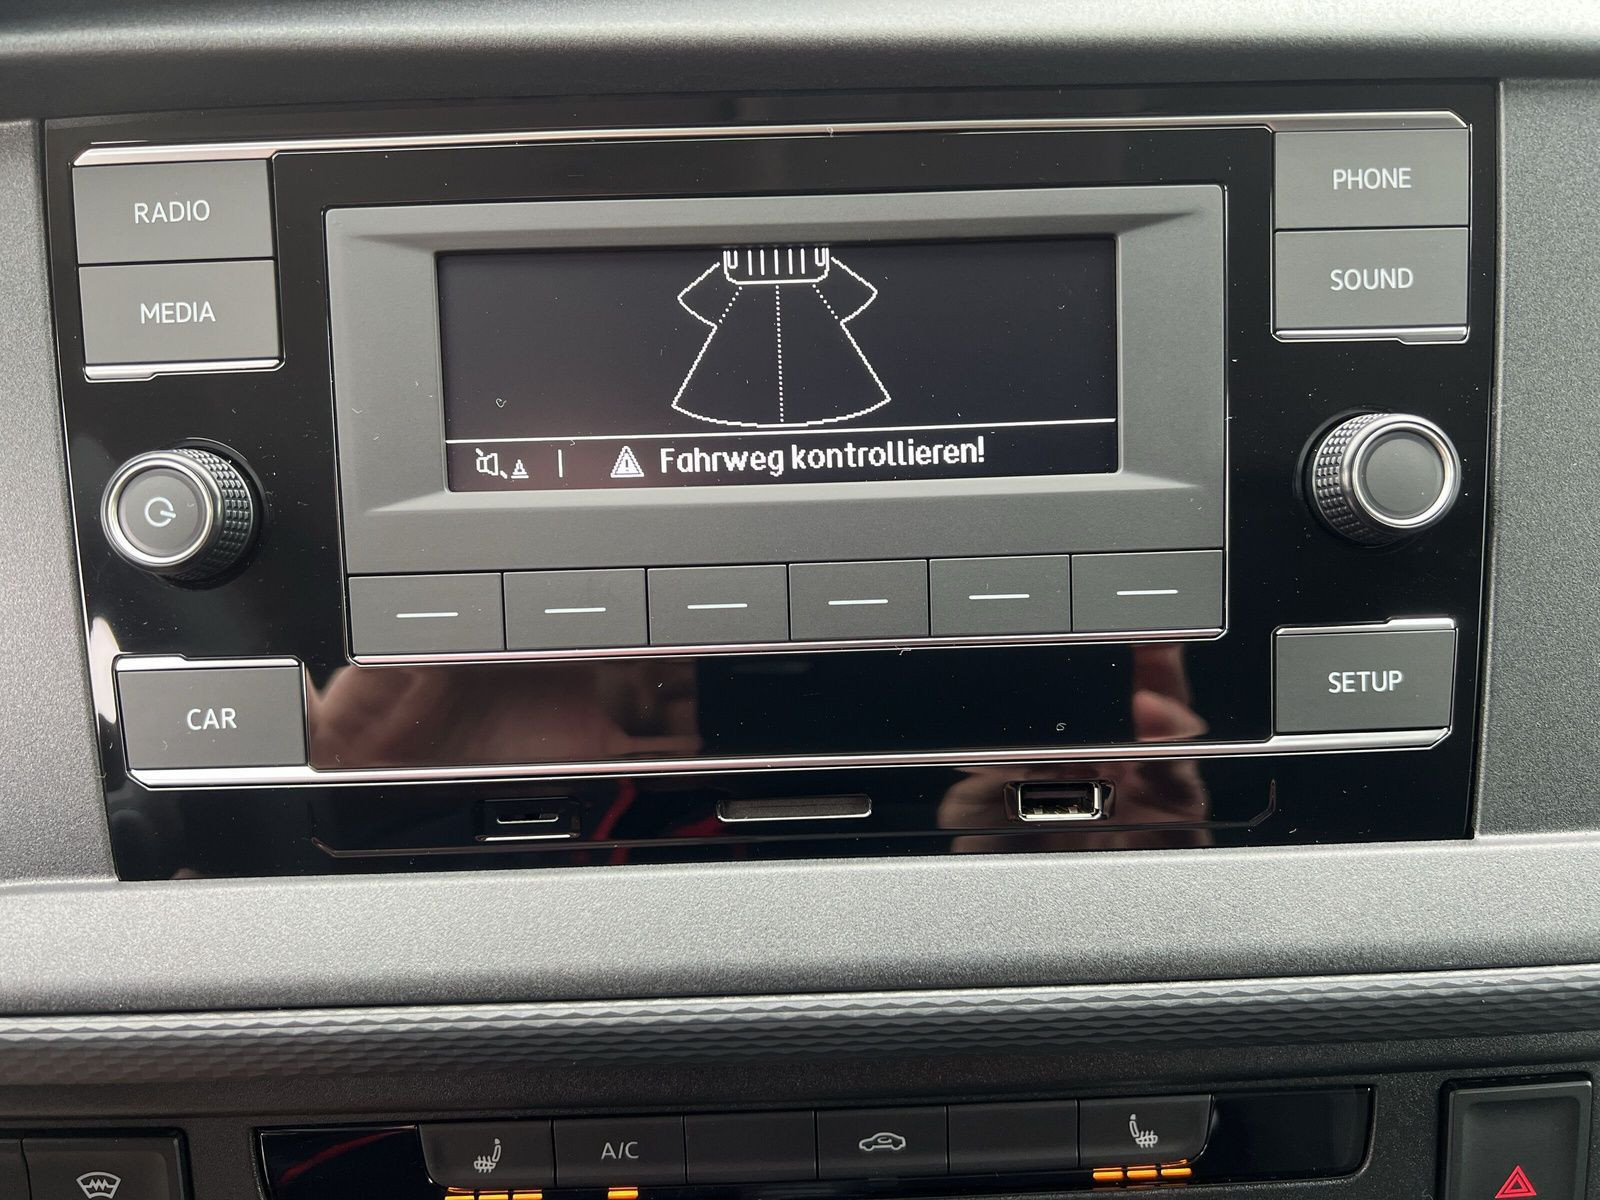 RADIO
MEDIA
PHONE
SOUND
Fahrweg kontrollieren!
CAR
SETUP
A/C